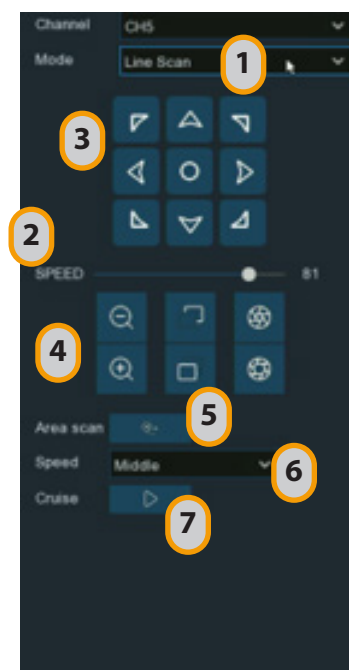 Channel CH5
Mode Line Scan
1
3
2
SPEED 81
4
5
Area scan
Speed Middle
6
Cruise
7